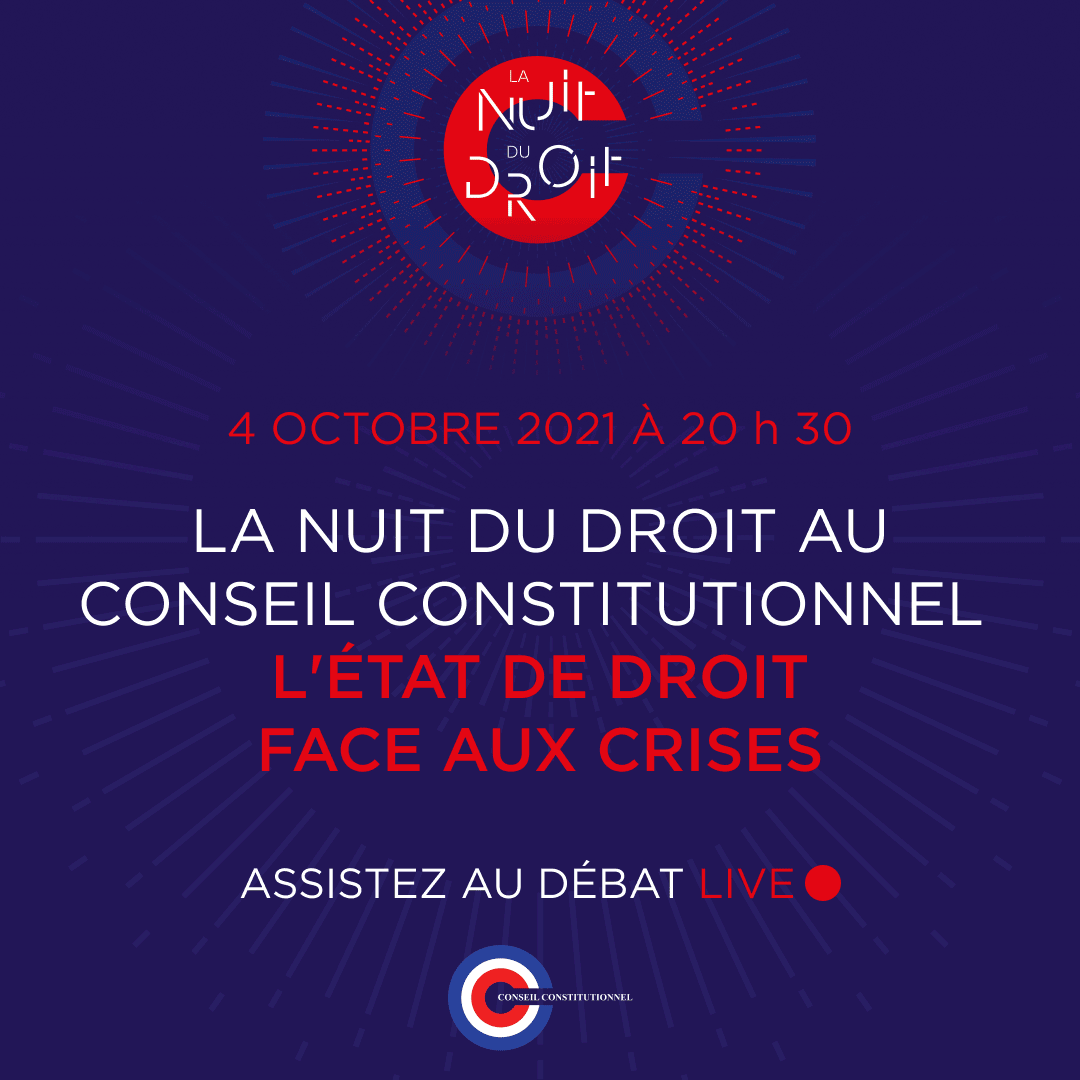 LA
NUIT
DU
DROIT
4 OCTOBRE 2021 À 20 h 30
LA NUIT DU DROIT AU
CONSEIL CONSTITUTIONNEL
L'ÉTAT DE DROIT
FACE AUX CRISES
ASSISTEZ AU DÉBAT LIVE
CONSEIL CONSTITUTIONNEL